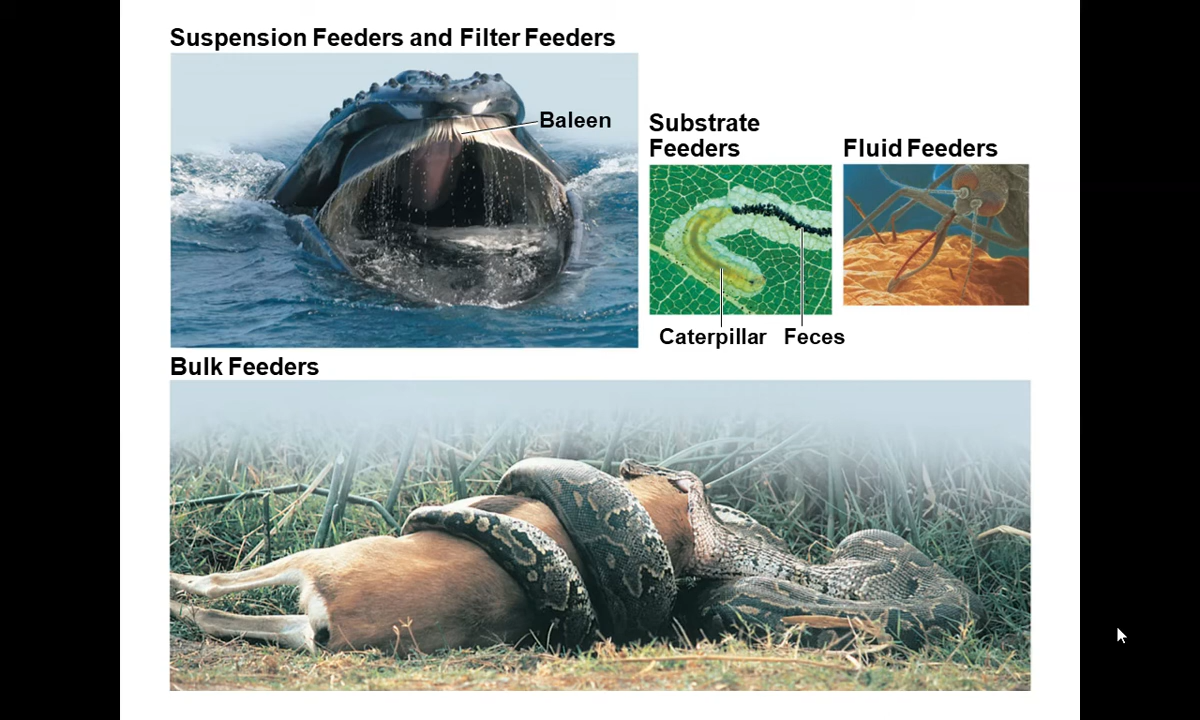 Suspension Feeders and Filter Feeders
Baleen
Substrate
Feeders
Fluid Feeders
Caterpillar
Feces
Bulk Feeders